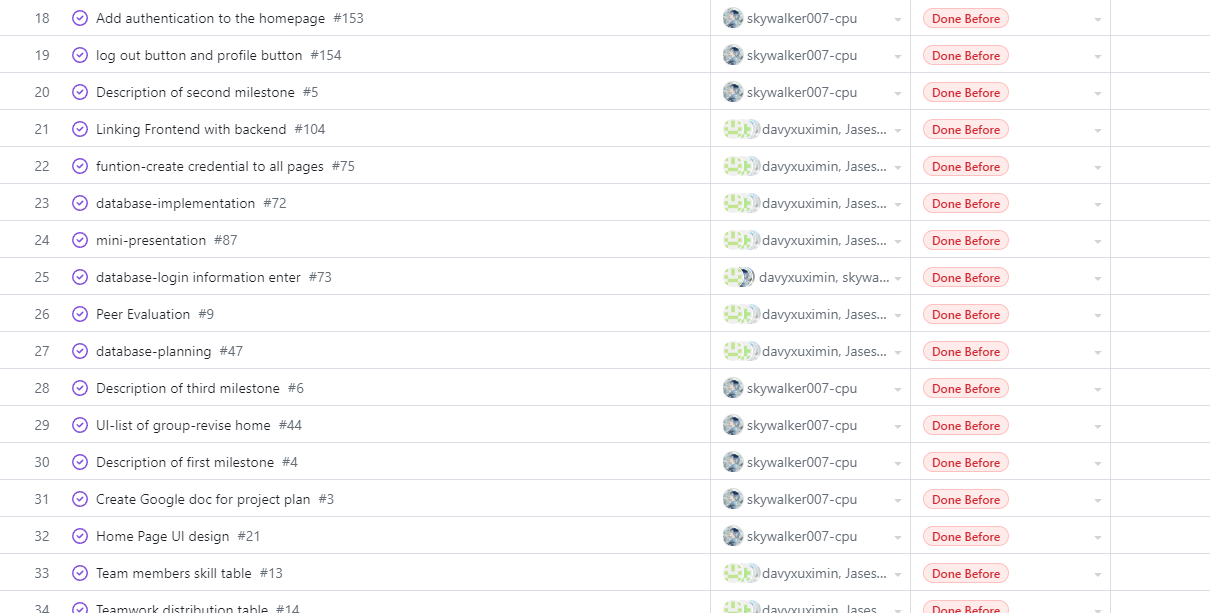 18 Add authentication to the homepage #153 skywalker007-cpu Done Before
19 log out button and profile button #154 skywalker007-cpu Done Before
20 Description of second milestone #5 skywalker007-cpu Done Before
21 Linking Frontend with backend #104 davyxuximin, Jases... Done Before
22 funtion-create credential to all pages #75 davyxuximin, Jases... Done Before
23 database-implementation #72 davyxuximin, Jases... Done Before
24 mini-presentation #87 davyxuximin, Jases... Done Before
25 database-login information enter #73 davyxuximin, skywa... Done Before
26 Peer Evaluation #9 davyxuximin, Jases... Done Before
27 database-planning #47 davyxuximin, Jases... Done Before
28 Description of third milestone #6 skywalker007-cpu Done Before
29 UI-list of group-revise home #44 skywalker007-cpu Done Before
30 Description of first milestone #4 skywalker007-cpu Done Before
31 Create Google doc for project plan #3 skywalker007-cpu Done Before
32 Home Page UI design #21 skywalker007-cpu Done Before
33 Team members skill table #13 davyxuximin, Jases... Done Before
34 Teamwork distribution table #14 davyxuximin, Jases... Done Before